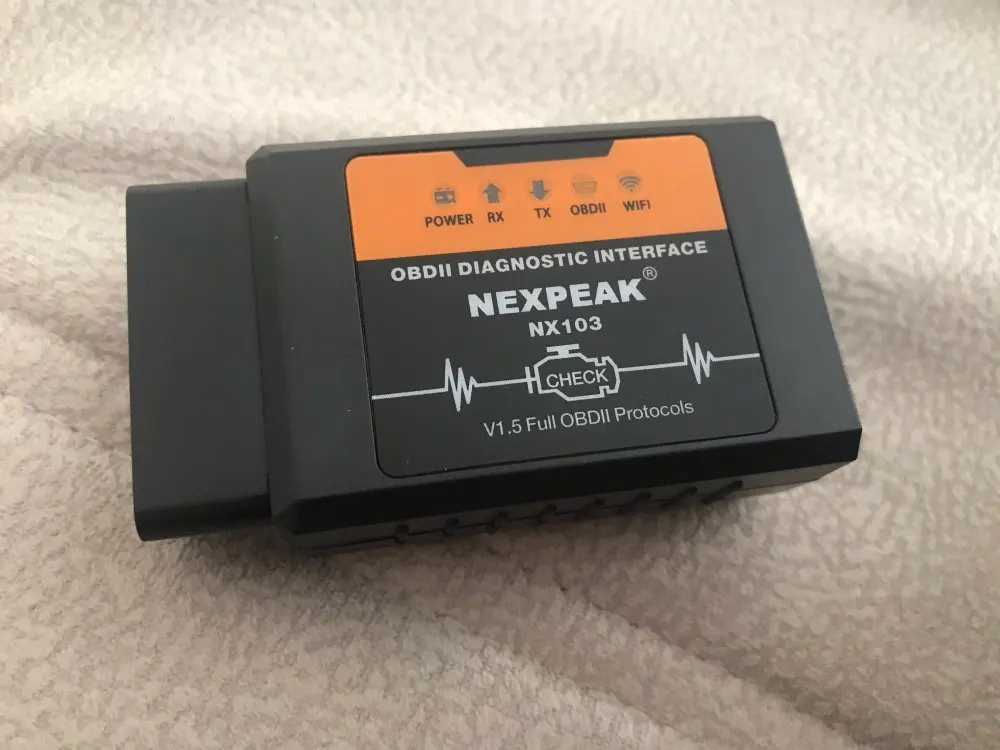 POWER RX TX OBDII WIFI
OBDII DIAGNOSTIC INTERFACE
NEXPEAK®
NX103
CHECK
V1.5 Full OBDII Protocols